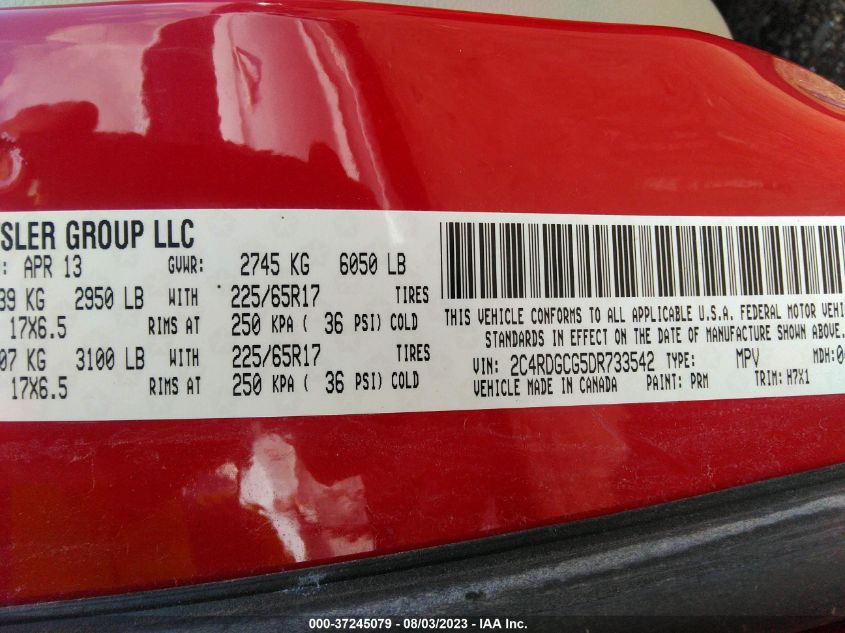 SLER GROUP LLC
: APR 13 GVWR: 2745 KG 6050 LB
39 KG 2950 LB WITH 225/65R17 TIRES
17X6.5 RIMS AT 250 KPA ( 36 PSI) COLD
07 KG 3100 LB WITH 225/65R17 TIRES
17X6.5 RIMS AT 250 KPA ( 36 PSI) COLD
THIS VEHICLE CONFORMS TO ALL APPLICABLE U.S.A. FEDERAL MOTOR VEHI
STANDARDS IN EFFECT ON THE DATE OF MANUFACTURE SHOWN ABOVE.
VIN: 2C4RDGCG5DR733542 TYPE: MPV MDH:0
VEHICLE MADE IN CANADA PAINT: PRM TRIM: H7X1
000-37245079 - 08/03/2023 - IAA Inc.